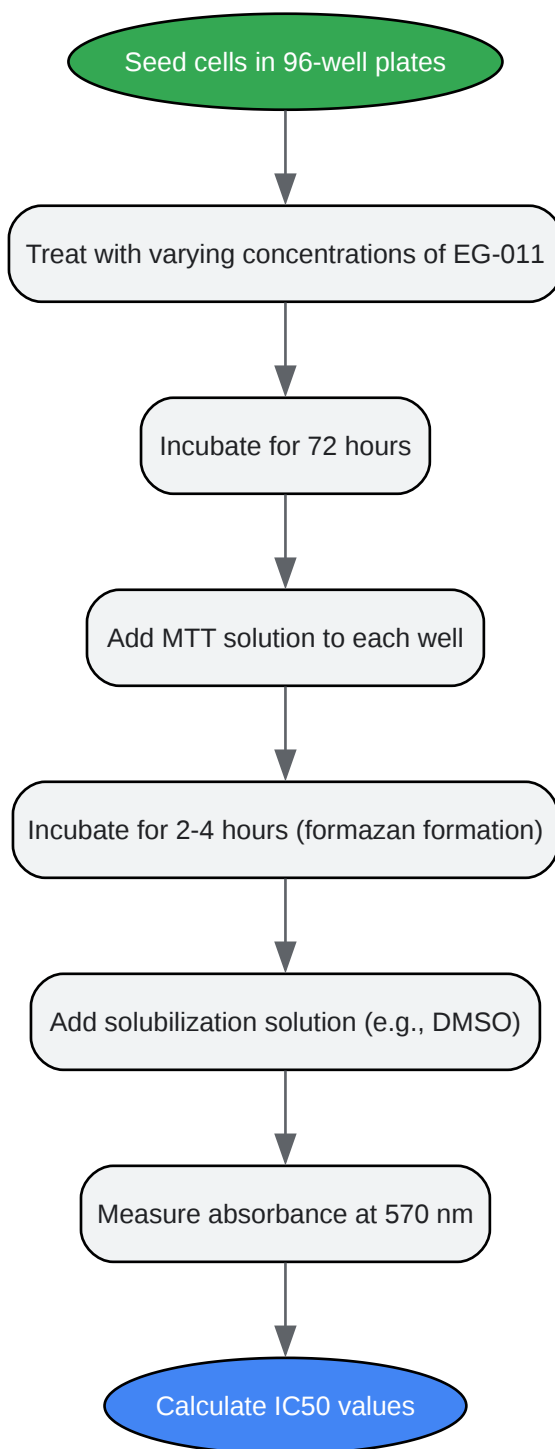 Seed cells in 96-well plates
Treat with varying concentrations of EG-011
Incubate for 72 hours
Add MTT solution to each well
Incubate for 2-4 hours (formazan formation)
Add solubilization solution (e.g., DMSO)
Measure absorbance at 570 nm
Calculate IC50 values